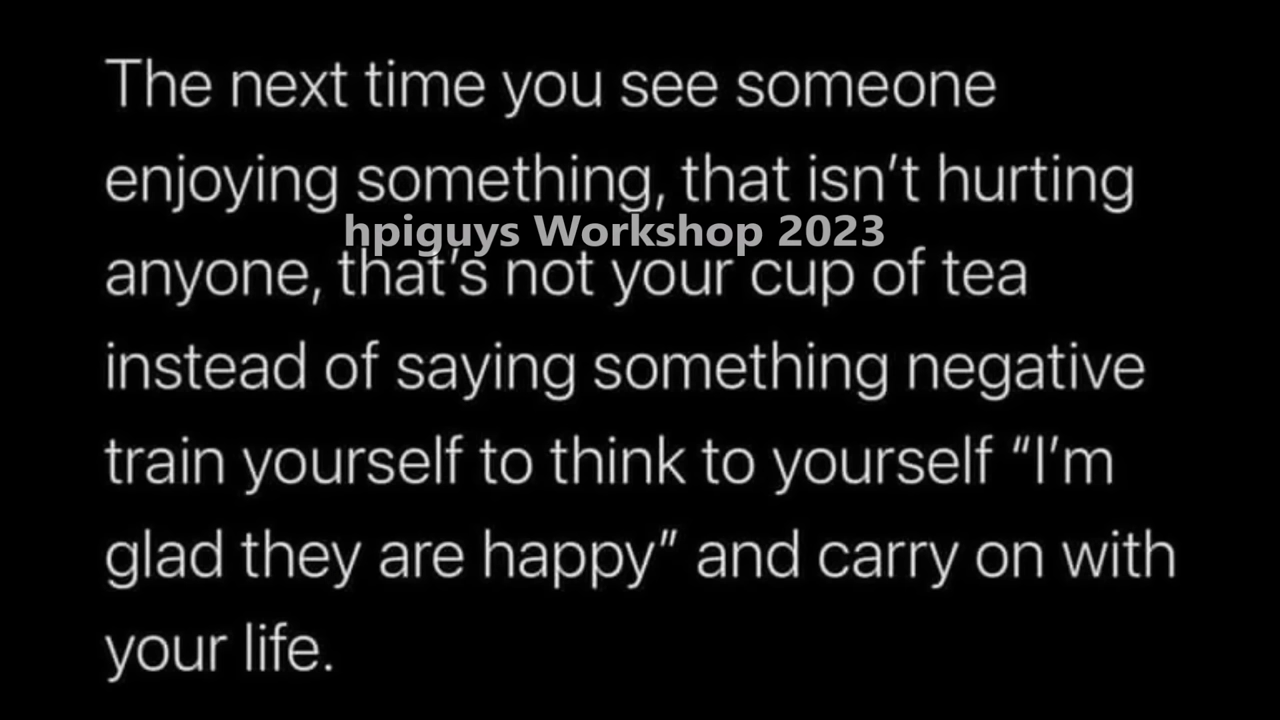 The next time you see someone
enjoying something, that isn’t hurting
hpiguys Workshop 2023
anyone, that’s not your cup of tea
instead of saying something negative
train yourself to think to yourself “I’m
glad they are happy” and carry on with
your life.